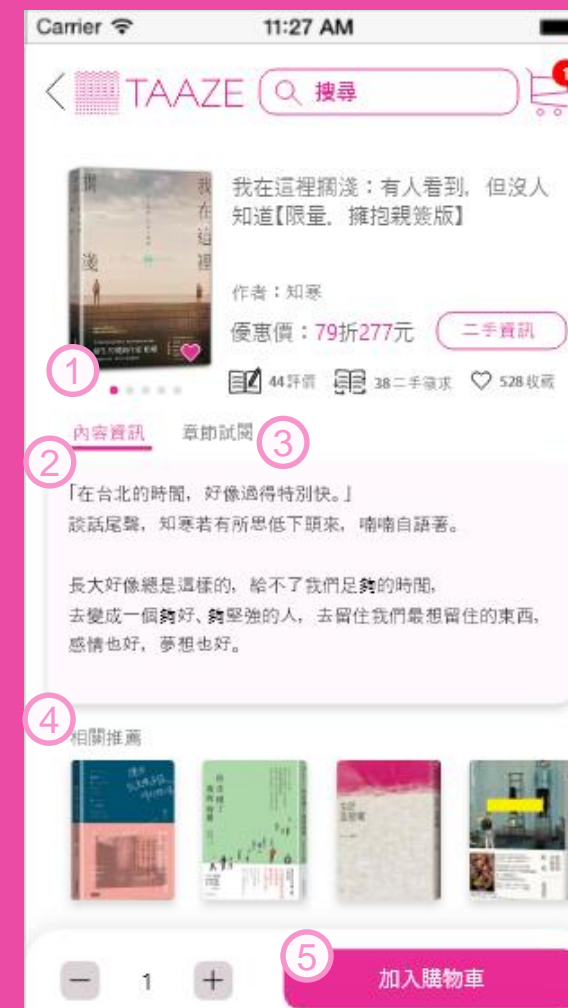 Carrier
11:27 AM
TAAZE
搜尋
1
我在這裡擱淺
我在這裡擱淺：有人看到，但沒人
知道【限量，擁抱親簽版】
作者：知寒
優惠價：79折277元
二手資訊
①
44評價
38二手徵求
528收藏
內容資訊
章節試閱
③
②
「在台北的時間，好像過得特別快。」
談話尾聲，知寒若有所思低下頭來，喃喃自語著。
長大好像總是這樣的，給不了我們足夠的時間，
去變成一個夠好、夠堅強的人，去留住我們最想留住的東西，
感情也好，夢想也好。
④
相關推薦
1
⑤
加入購物車